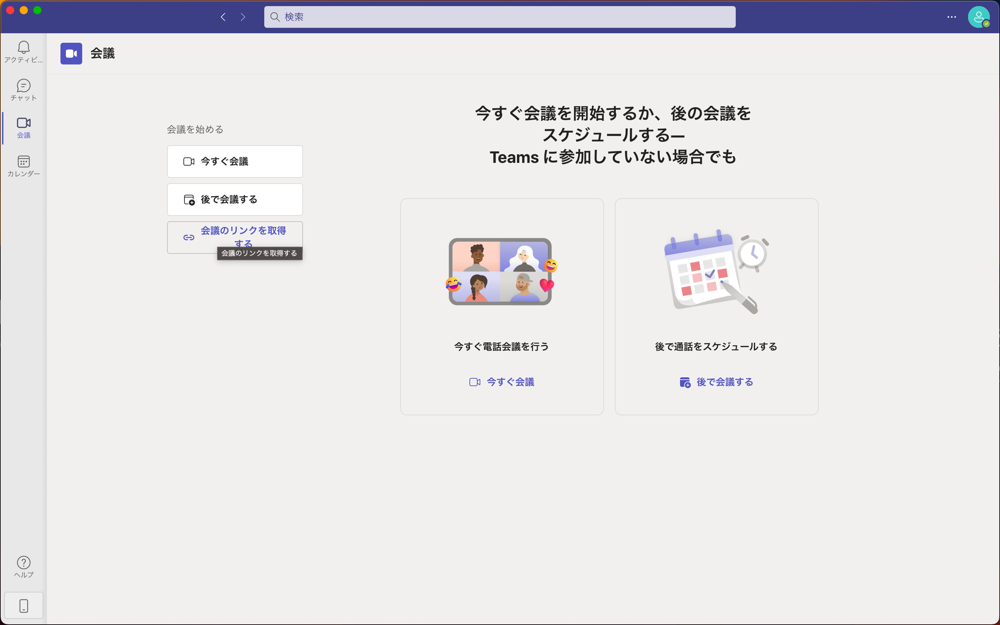 検索
アクティビ...
チャット
会議
カレンダー
ヘルプ
会議
会議を始める
今すぐ会議
後で会議する
会議のリンクを取得
する
会議のリンクを取得する
今すぐ会議を開始するか、後の会議を
スケジュールする—
Teams に参加していない場合でも
今すぐ電話会議を行う
今すぐ会議
後で通話をスケジュールする
後で会議する